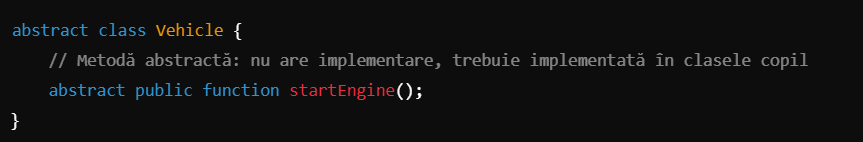 abstract class Vehicle {
    // Metodă abstractă: nu are implementare, trebuie implementată în clasele copil
    abstract public function startEngine();
}